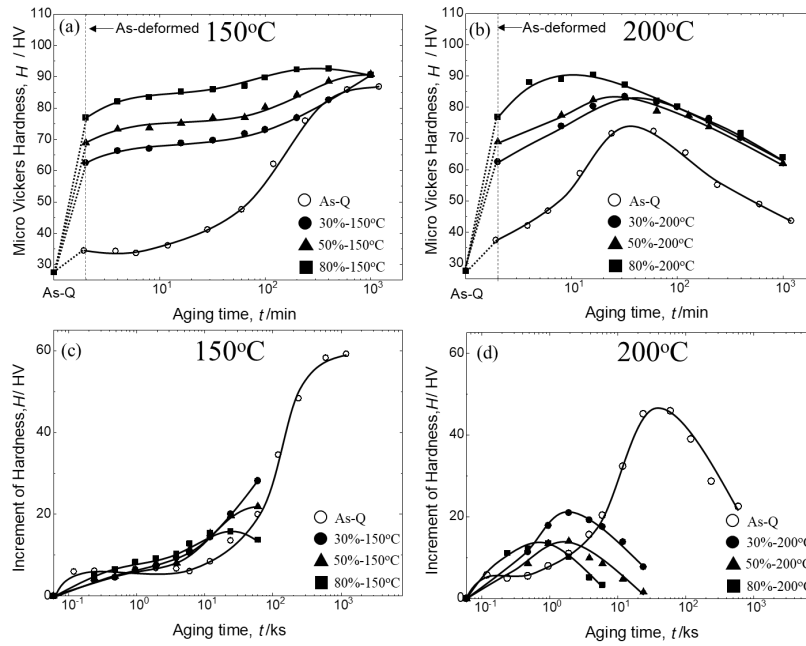 (a)
As-deformed
150°C
Micro Vickers Hardness, H / HV
110
100
90
80
70
60
50
40
30
As-Q
30%-150°C
50%-150°C
80%-150°C
As-Q
10¹
10²
10³
Aging time, t /min
(b)
As-deformed
200°C
Micro Vickers Hardness, H / HV
110
100
90
80
70
60
50
40
30
As-Q
30%-200°C
50%-200°C
80%-200°C
As-Q
10¹
10²
10³
Aging time, t /min
(c)
150°C
Increment of Hardness,H/ HV
60
40
20
0
As-Q
30%-150°C
50%-150°C
80%-150°C
10⁻¹
10⁰
10¹
10²
10³
Aging time, t /ks
(d)
200°C
Increment of Hardness,H/ HV
60
40
20
0
As-Q
30%-200°C
50%-200°C
80%-200°C
10⁻¹
10⁰
10¹
10²
10³
Aging time, t /ks